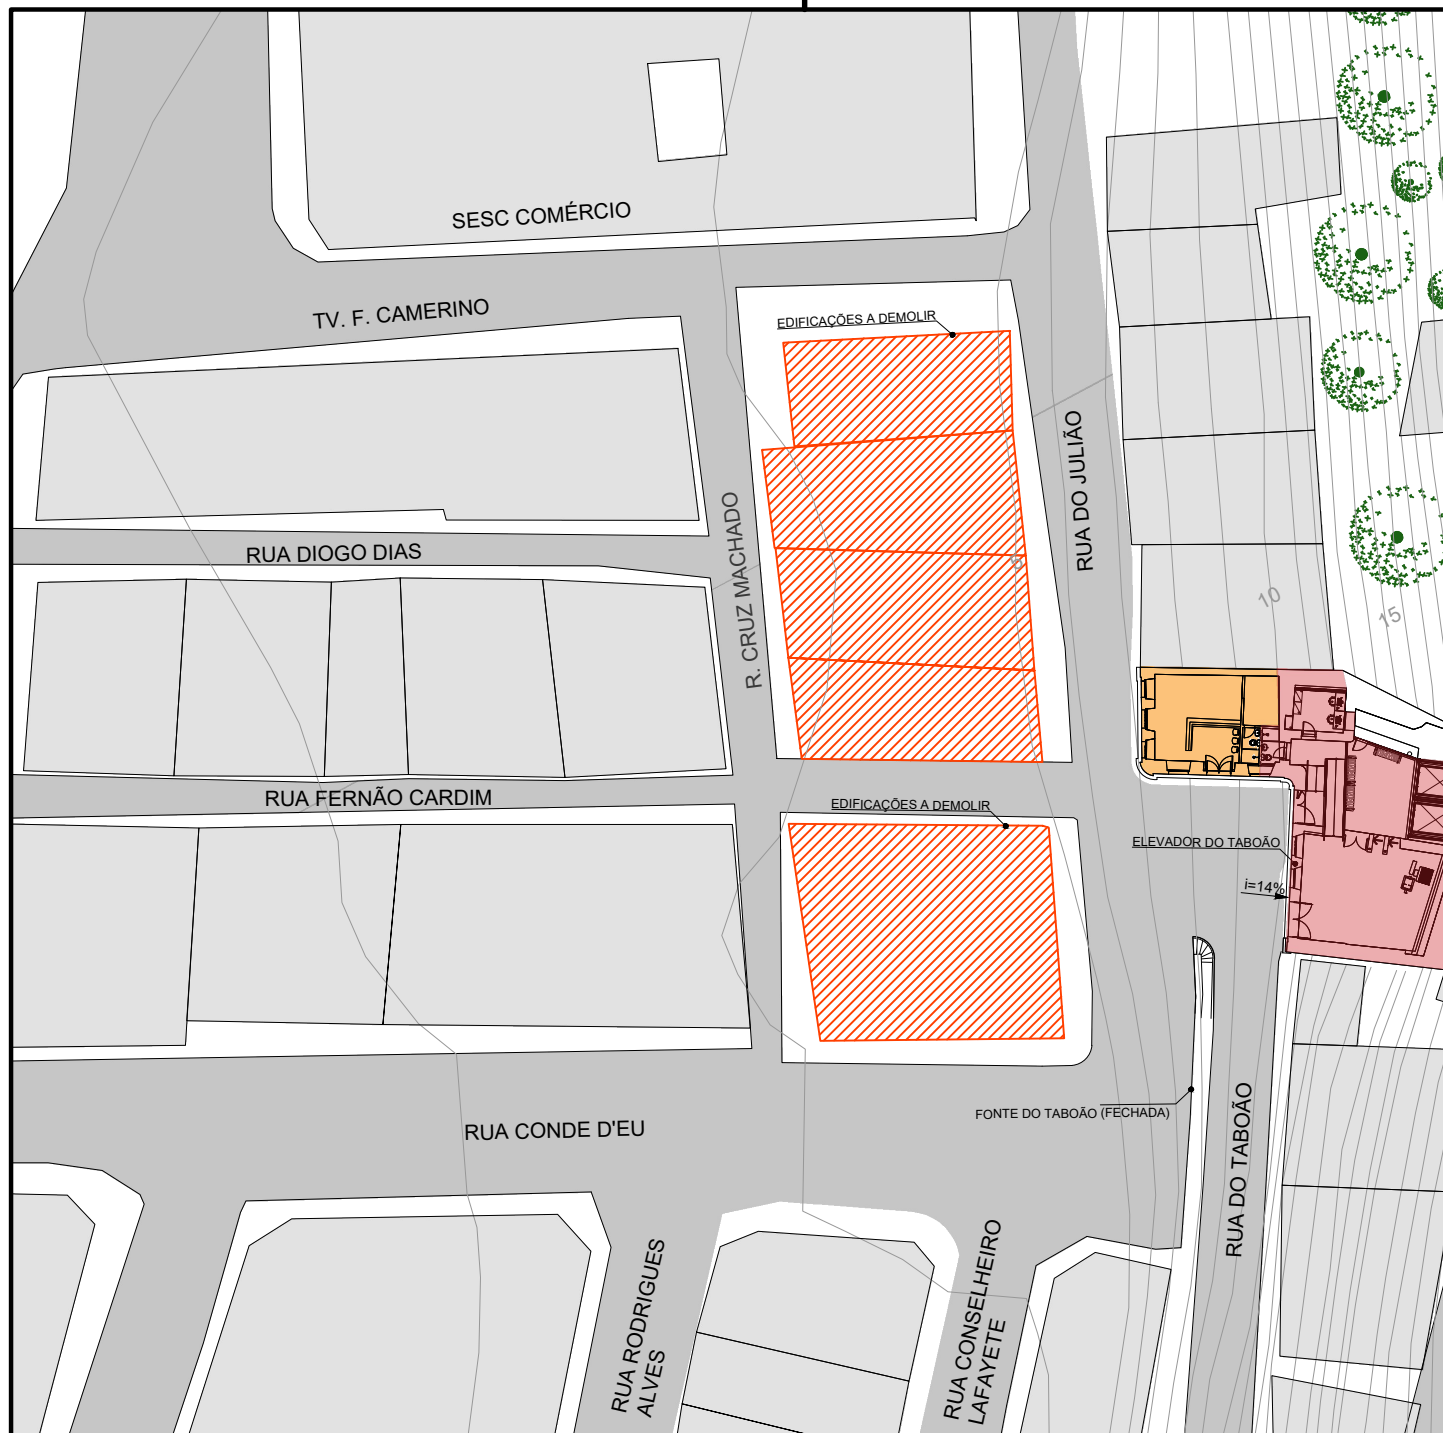 SESC COMÉRCIO
TV. F. CAMERINO
EDIFICAÇÕES A DEMOLIR
RUA DO JULIÃO
R. CRUZ MACHADO
RUA DIOGO DIAS
5
10
15
RUA FERNÃO CARDIM
EDIFICAÇÕES A DEMOLIR
ELEVADOR DO TABOÃO
i=14%
FONTE DO TABOÃO (FECHADA)
RUA CONDE D'EU
RUA DO TABOÃO
RUA RODRIGUES
ALVES
RUA CONSELHEIRO
LAFAYETE